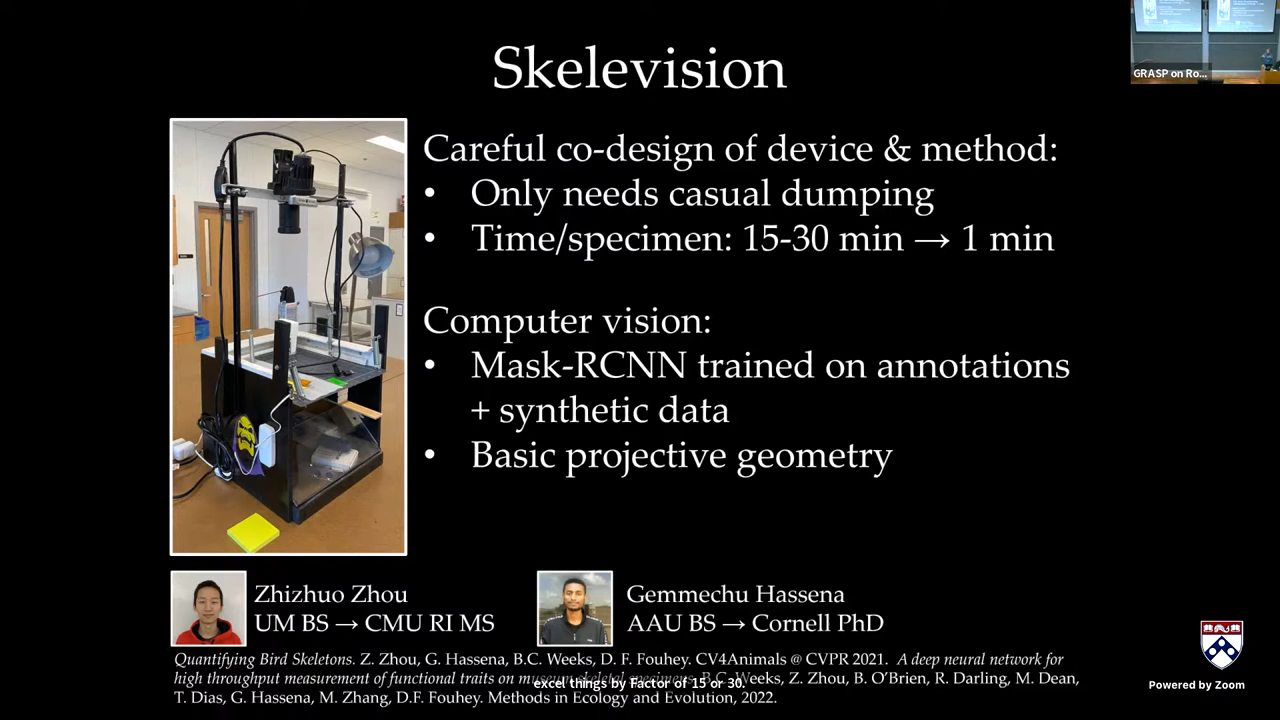 Skelevision
GRASP on Ro...
Careful co-design of device & method:
• Only needs casual dumping
• Time/specimen: 15-30 min → 1 min
Computer vision:
• Mask-RCNN trained on annotations
+ synthetic data
• Basic projective geometry
Zhizhuo Zhou
UM BS → CMU RI MS
Gemmechu Hassena
AAU BS → Cornell PhD
Quantifying Bird Skeletons. Z. Zhou, G. Hassena, B.C. Weeks, D. F. Fouhey. CV4Animals @ CVPR 2021. A deep neural network for
high throughput measurement of functional traits on museum skeletal specimens. B.C. Weeks, Z. Zhou, B. O'Brien, R. Darling, M. Dean,
T. Dias, G. Hassena, M. Zhang, D.F. Fouhey. Methods in Ecology and Evolution, 2022.
excel things by Factor of 15 or 30.
Powered by Zoom